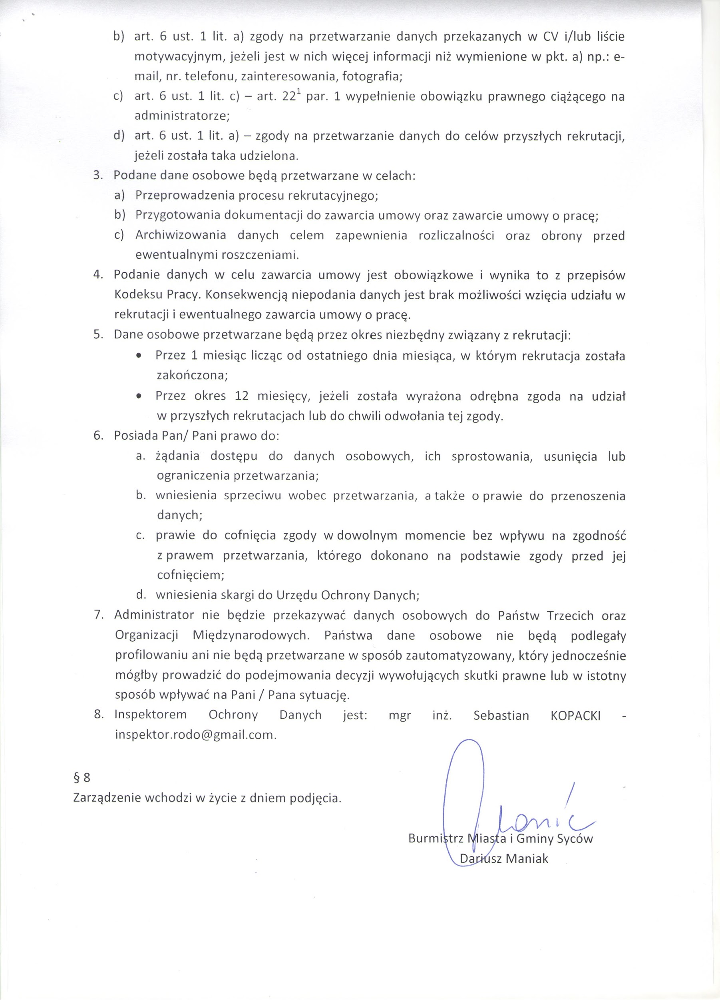 b) art. 6 ust. 1 lit. a) zgody na przetwarzanie danych przekazanych w CV i/lub liście
motywacyjnym, jeżeli jest w nich więcej informacji niż wymienione w pkt. a) np.: e-
mail, nr. telefonu, zainteresowania, fotografia;
c) art. 6 ust. 1 lit. c) – art. 22¹ par. 1 wypełnienie obowiązku prawnego ciążącego na
administratorze;
d) art. 6 ust. 1 lit. a) – zgody na przetwarzanie danych do celów przyszłych rekrutacji,
jeżeli została taka udzielona.
3. Podane dane osobowe będą przetwarzane w celach:
a) Przeprowadzenia procesu rekrutacyjnego;
b) Przygotowania dokumentacji do zawarcia umowy oraz zawarcie umowy o pracę;
c) Archiwizowania danych celem zapewnienia rozliczalności oraz obrony przed
ewentualnymi roszczeniami.
4. Podanie danych w celu zawarcia umowy jest obowiązkowe i wynika to z przepisów
Kodeksu Pracy. Konsekwencją niepodania danych jest brak możliwości wzięcia udziału w
rekrutacji i ewentualnego zawarcia umowy o pracę.
5. Dane osobowe przetwarzane będą przez okres niezbędny związany z rekrutacji:
• Przez 1 miesiąc licząc od ostatniego dnia miesiąca, w którym rekrutacja została
zakończona;
• Przez okres 12 miesięcy, jeżeli została wyrażona odrębna zgoda na udział
w przyszłych rekrutacjach lub do chwili odwołania tej zgody.
6. Posiada Pan/ Pani prawo do:
a. żądania dostępu do danych osobowych, ich sprostowania, usunięcia lub
ograniczenia przetwarzania;
b. wniesienia sprzeciwu wobec przetwarzania, a także o prawie do przenoszenia
danych;
c. prawie do cofnięcia zgody w dowolnym momencie bez wpływu na zgodność
z prawem przetwarzania, którego dokonano na podstawie zgody przed jej
cofnięciem;
d. wniesienia skargi do Urzędu Ochrony Danych;
7. Administrator nie będzie przekazywać danych osobowych do Państw Trzecich oraz
Organizacji Międzynarodowych. Państwa dane osobowe nie będą podlegały
profilowaniu ani nie będą przetwarzane w sposób zautomatyzowany, który jednocześnie
mógłby prowadzić do podejmowania decyzji wywołujących skutki prawne lub w istotny
sposób wpływać na Pani / Pana sytuację.
8. Inspektorem Ochrony Danych jest: mgr inż. Sebastian KOPACKI -
inspektor.rodo@gmail.com.
§ 8
Zarządzenie wchodzi w życie z dniem podjęcia.
Burmistrz Miasta i Gminy Syców
Dariusz Maniak